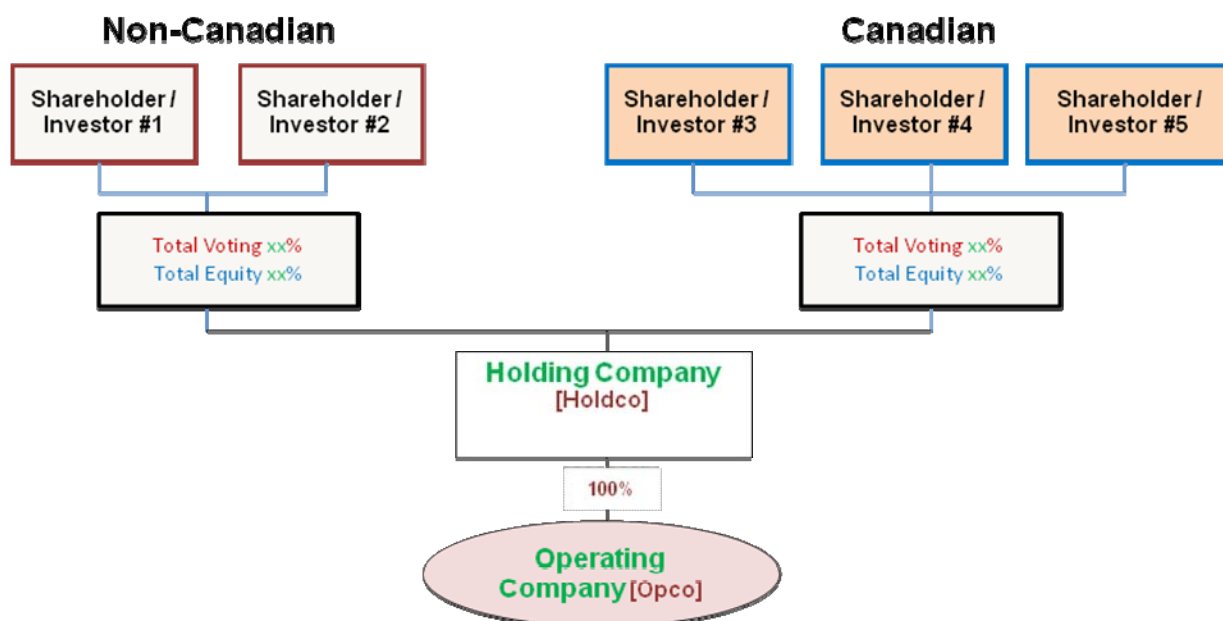 Non-Canadian
Canadian
Shareholder /
Investor #1
Shareholder /
Investor #2
Shareholder /
Investor #3
Shareholder /
Investor #4
Shareholder /
Investor #5
Total Voting xx%
Total Equity xx%
Total Voting xx%
Total Equity xx%
Holding Company
[Holdco]
100%
Operating
Company [Opco]